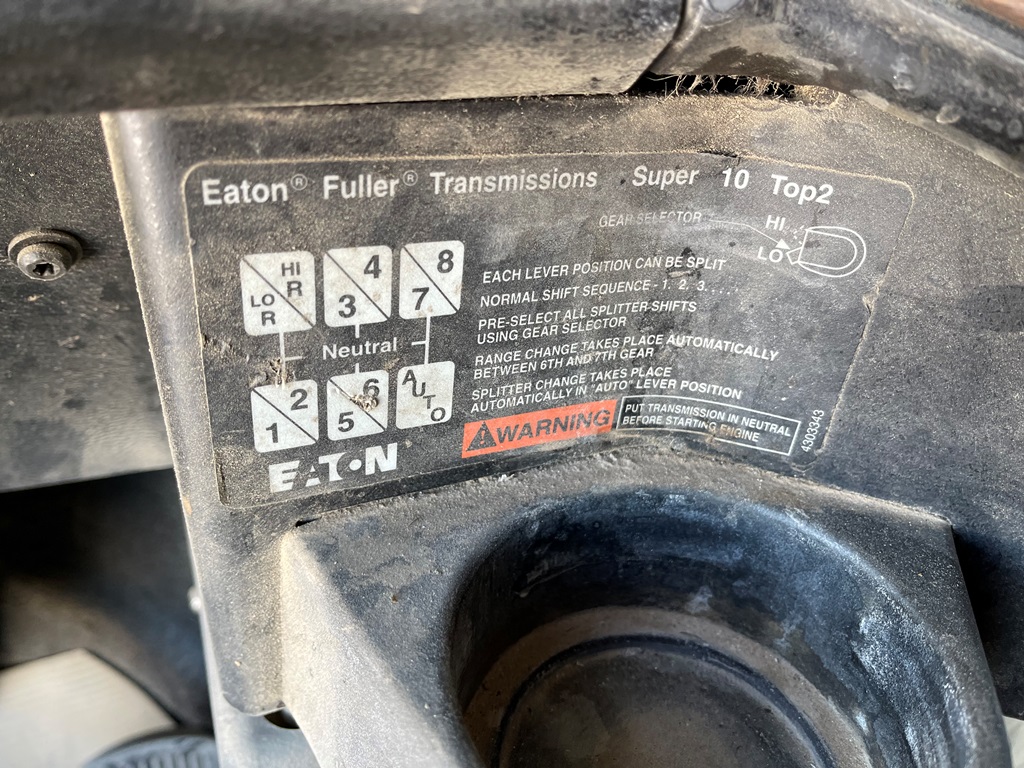 Eaton® Fuller® Transmissions Super 10 Top2
GEAR SELECTOR
HI
LO
HI
R
LO
R
4
3
8
7
Neutral
2
1
6
5
AUTO
EACH LEVER POSITION CAN BE SPLIT
NORMAL SHIFT SEQUENCE - 1. 2. 3. . . .
PRE-SELECT ALL SPLITTER SHIFTS
USING GEAR SELECTOR
RANGE CHANGE TAKES PLACE AUTOMATICALLY
BETWEEN 6TH AND 7TH GEAR
SPLITTER CHANGE TAKES PLACE
AUTOMATICALLY IN "AUTO" LEVER POSITION
WARNING
PUT TRANSMISSION IN NEUTRAL
BEFORE STARTING ENGINE
4303343
EATON